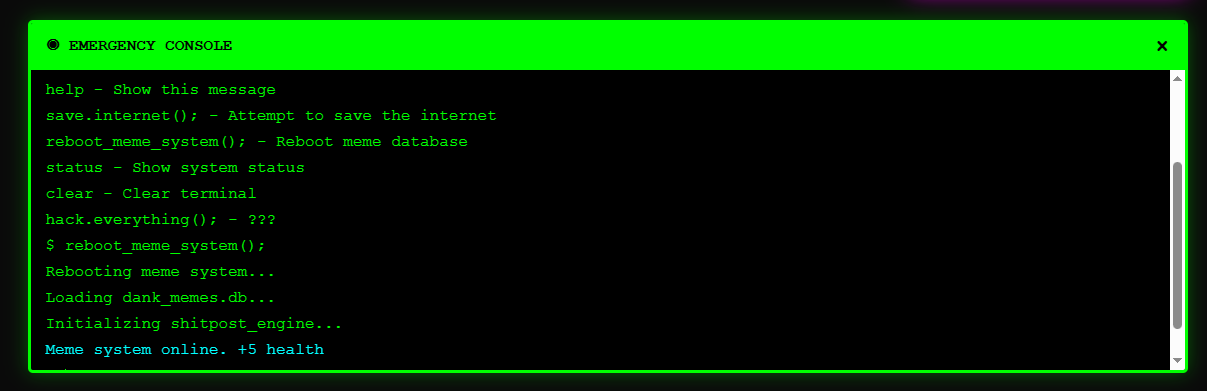 ◉ EMERGENCY CONSOLE ×
help - Show this message
save.internet(); - Attempt to save the internet
reboot_meme_system(); - Reboot meme database
status - Show system status
clear - Clear terminal
hack.everything(); - ???
$ reboot_meme_system();
Rebooting meme system...
Loading dank_memes.db...
Initializing shitpost_engine...
Meme system online. +5 health